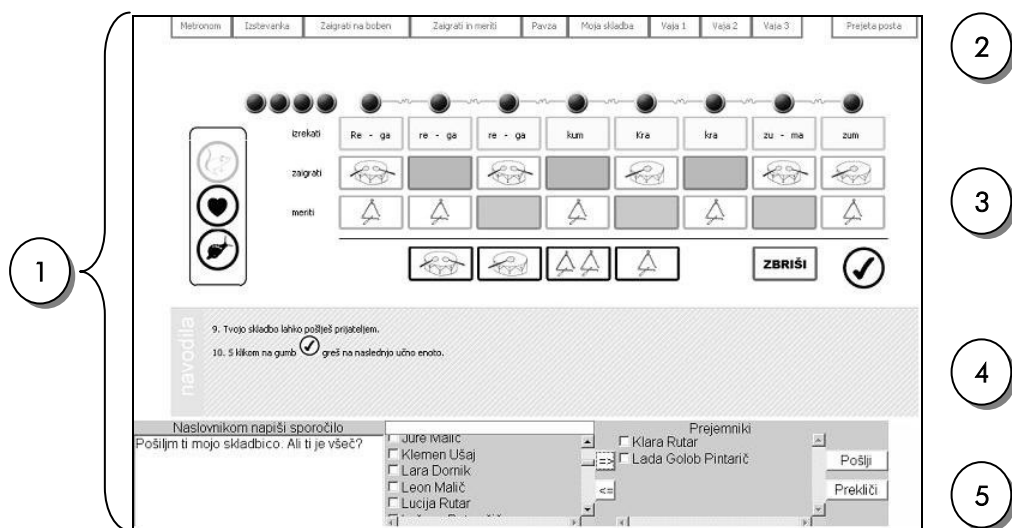 Metronom Izstevanka Zaigrati na boben Zaigrati in meriti Pavza Moja skladba Vaja 1 Vaja 2 Vaja 3 Prejeta posta
izrekati Re - ga re - ga re - ga kum Kra kra zu - ma zum
zaigrati
meriti
ZBRIŠI
navodila
9. Tvojo skladbo lahko pošlješ prijateljem.
10. S klikom na gumb greš na naslednjo učno enoto.
Naslovnikom napiši sporočilo
Pošiljm ti mojo skladbico. Ali ti je všeč?
Jure Malič
Klemen Ušaj
Lara Dornik
Leon Malič
Lucija Rutar
=>
<=
Prejemniki
Klara Rutar
Lada Golob Pintarič
Pošlji
Prekliči
1
2
3
4
5